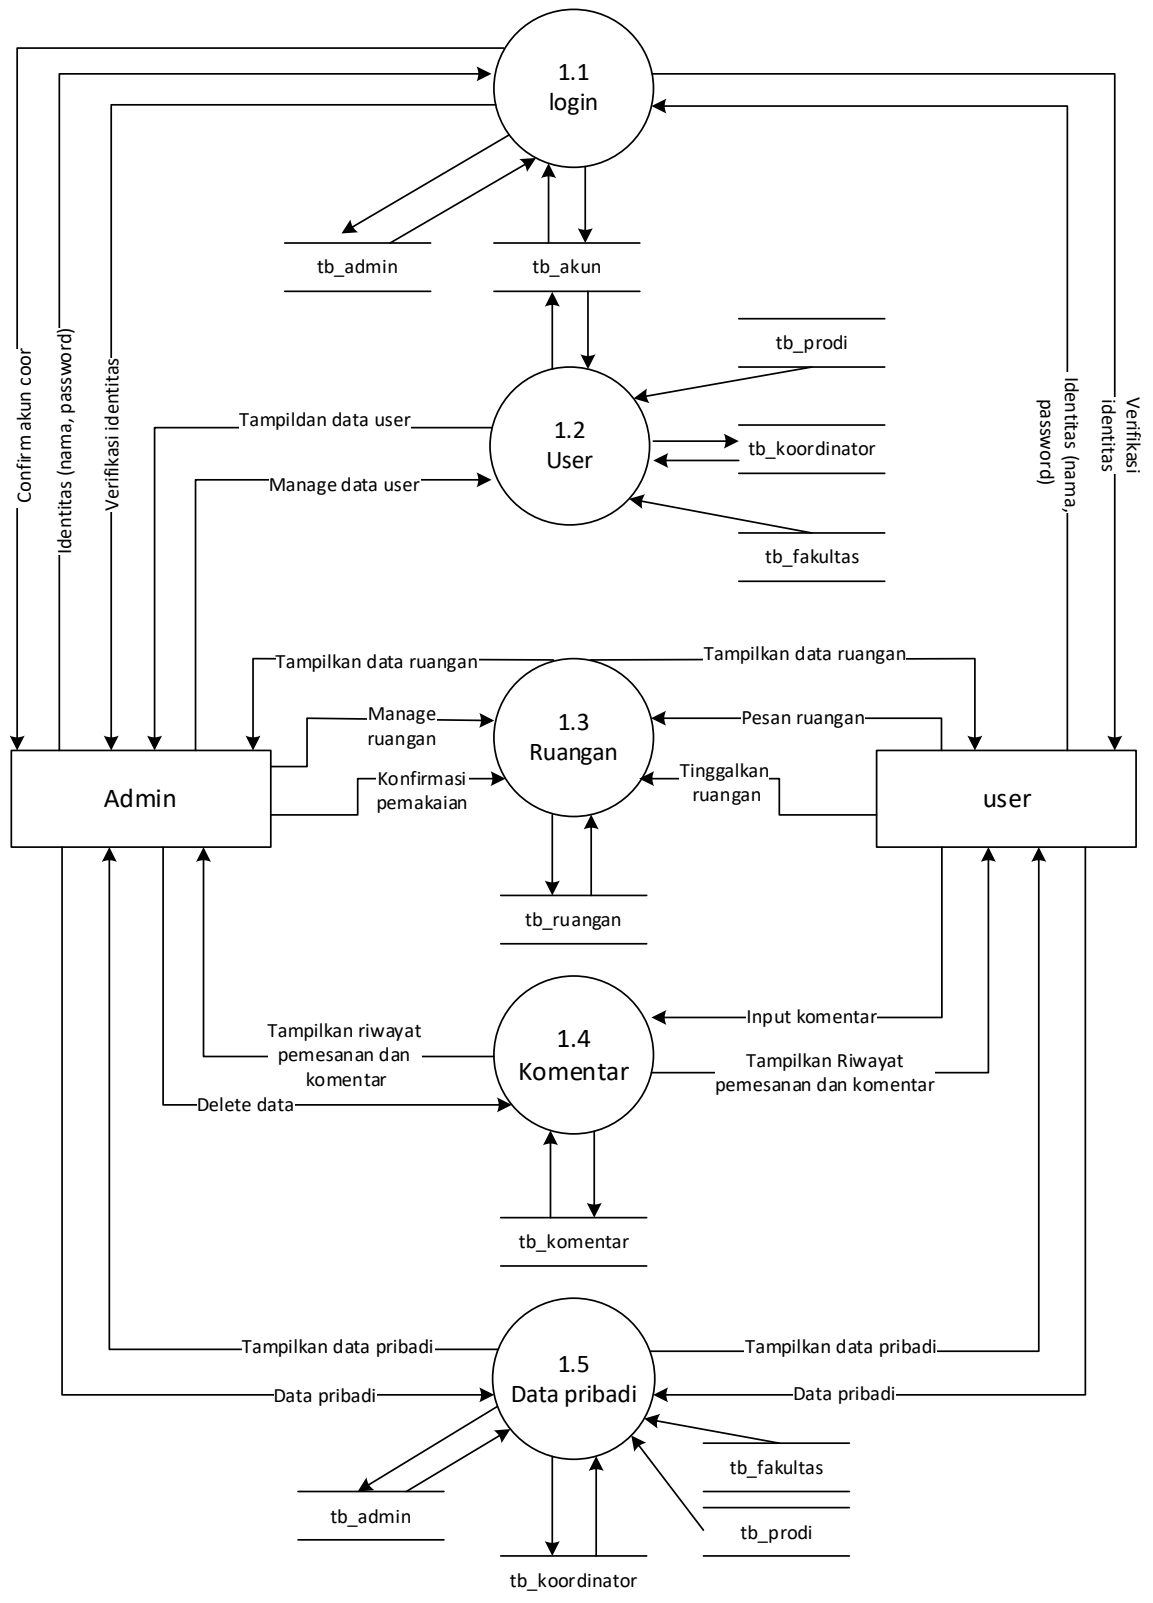 1.1
login
Confirm akun coor
Identitas (nama, password)
Verifikasi identitas
tb_admin
tb_akun
Identitas (nama,
password)
Verifikasi
identitas
tb_prodi
Tampildan data user
1.2
User
tb_koordinator
Manage data user
tb_fakultas
Tampilkan data ruangan
Tampilkan data ruangan
Manage
ruangan
1.3
Ruangan
Pesan ruangan
Konfirmasi
pemakaian
Tinggalkan
ruangan
Admin
user
tb_ruangan
Tampilkan riwayat
pemesanan dan
komentar
1.4
Komentar
Input komentar
Tampilkan Riwayat
pemesanan dan komentar
Delete data
tb_komentar
Tampilkan data pribadi
1.5
Data pribadi
Tampilkan data pribadi
Data pribadi
Data pribadi
tb_fakultas
tb_admin
tb_prodi
tb_koordinator